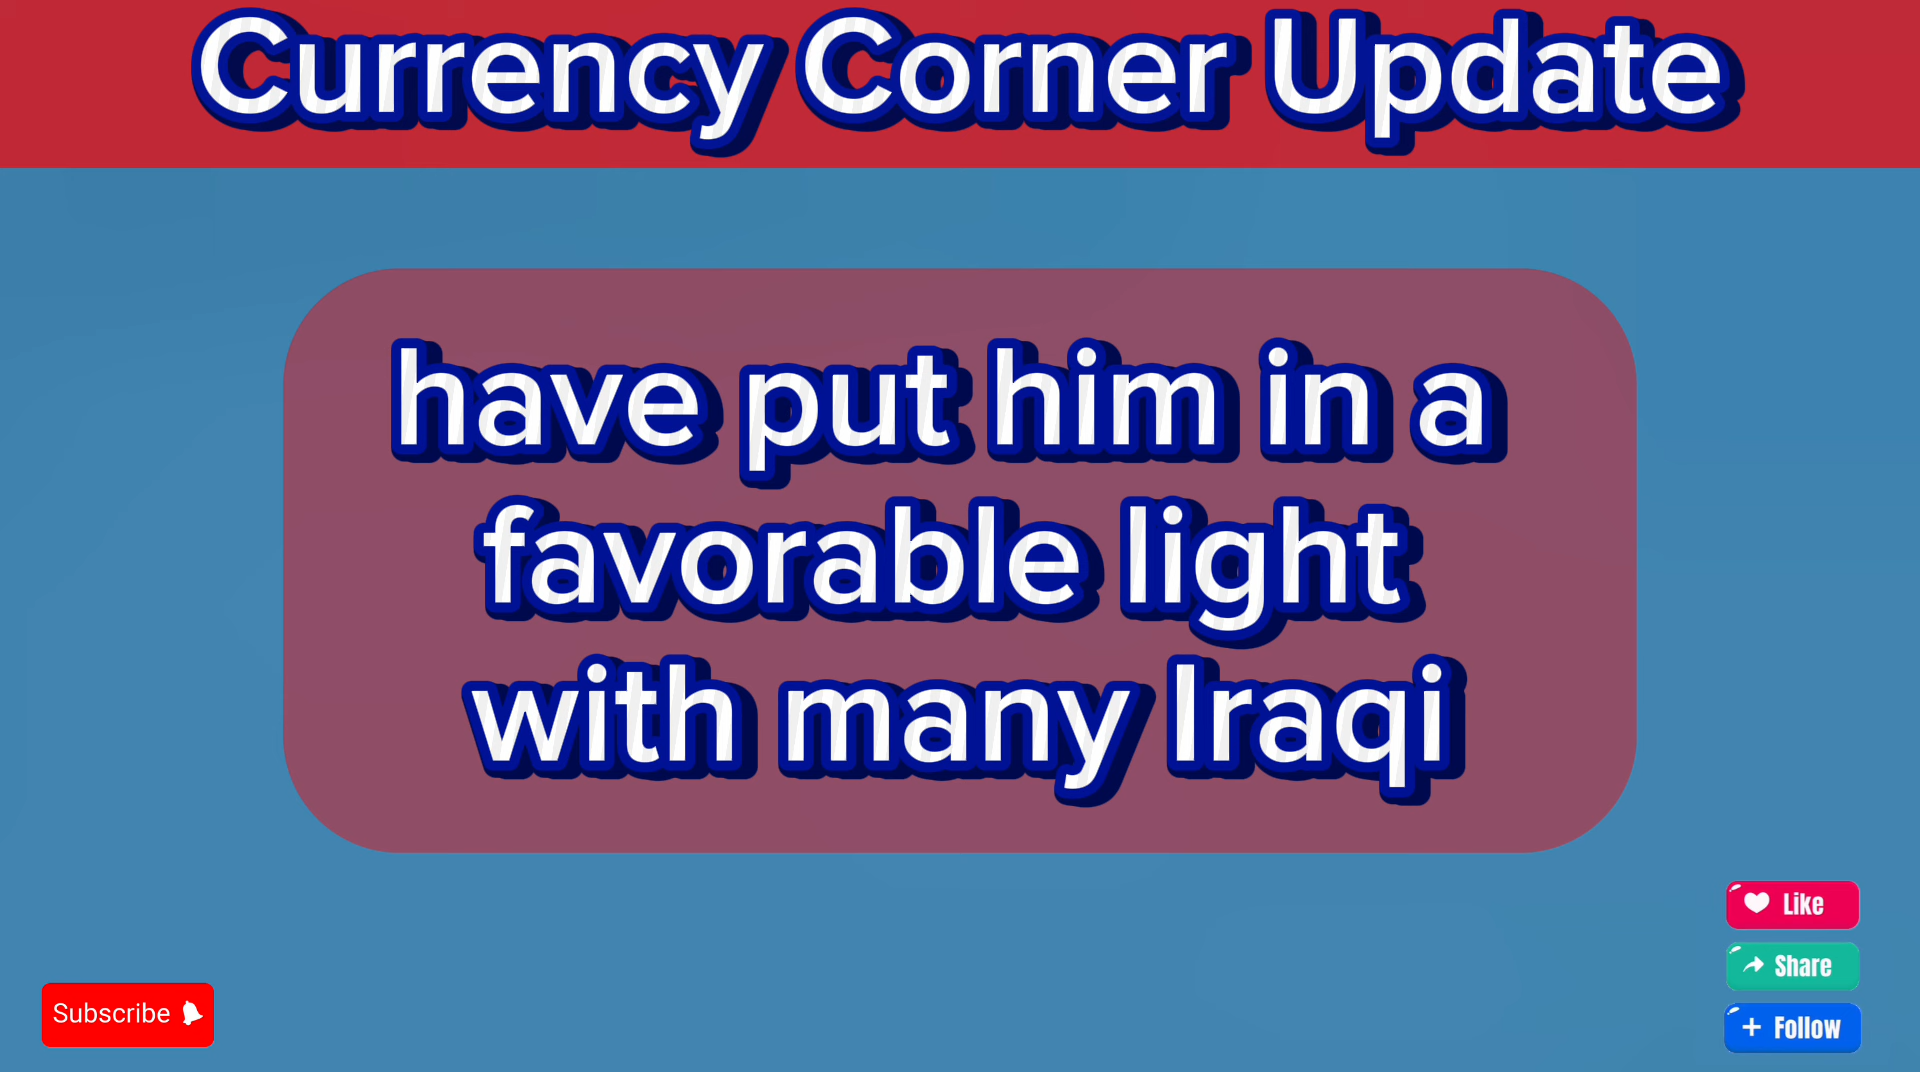 Currency Corner Update
have put him in a
favorable light
with many Iraqi
Like
Share
Subscribe
Follow